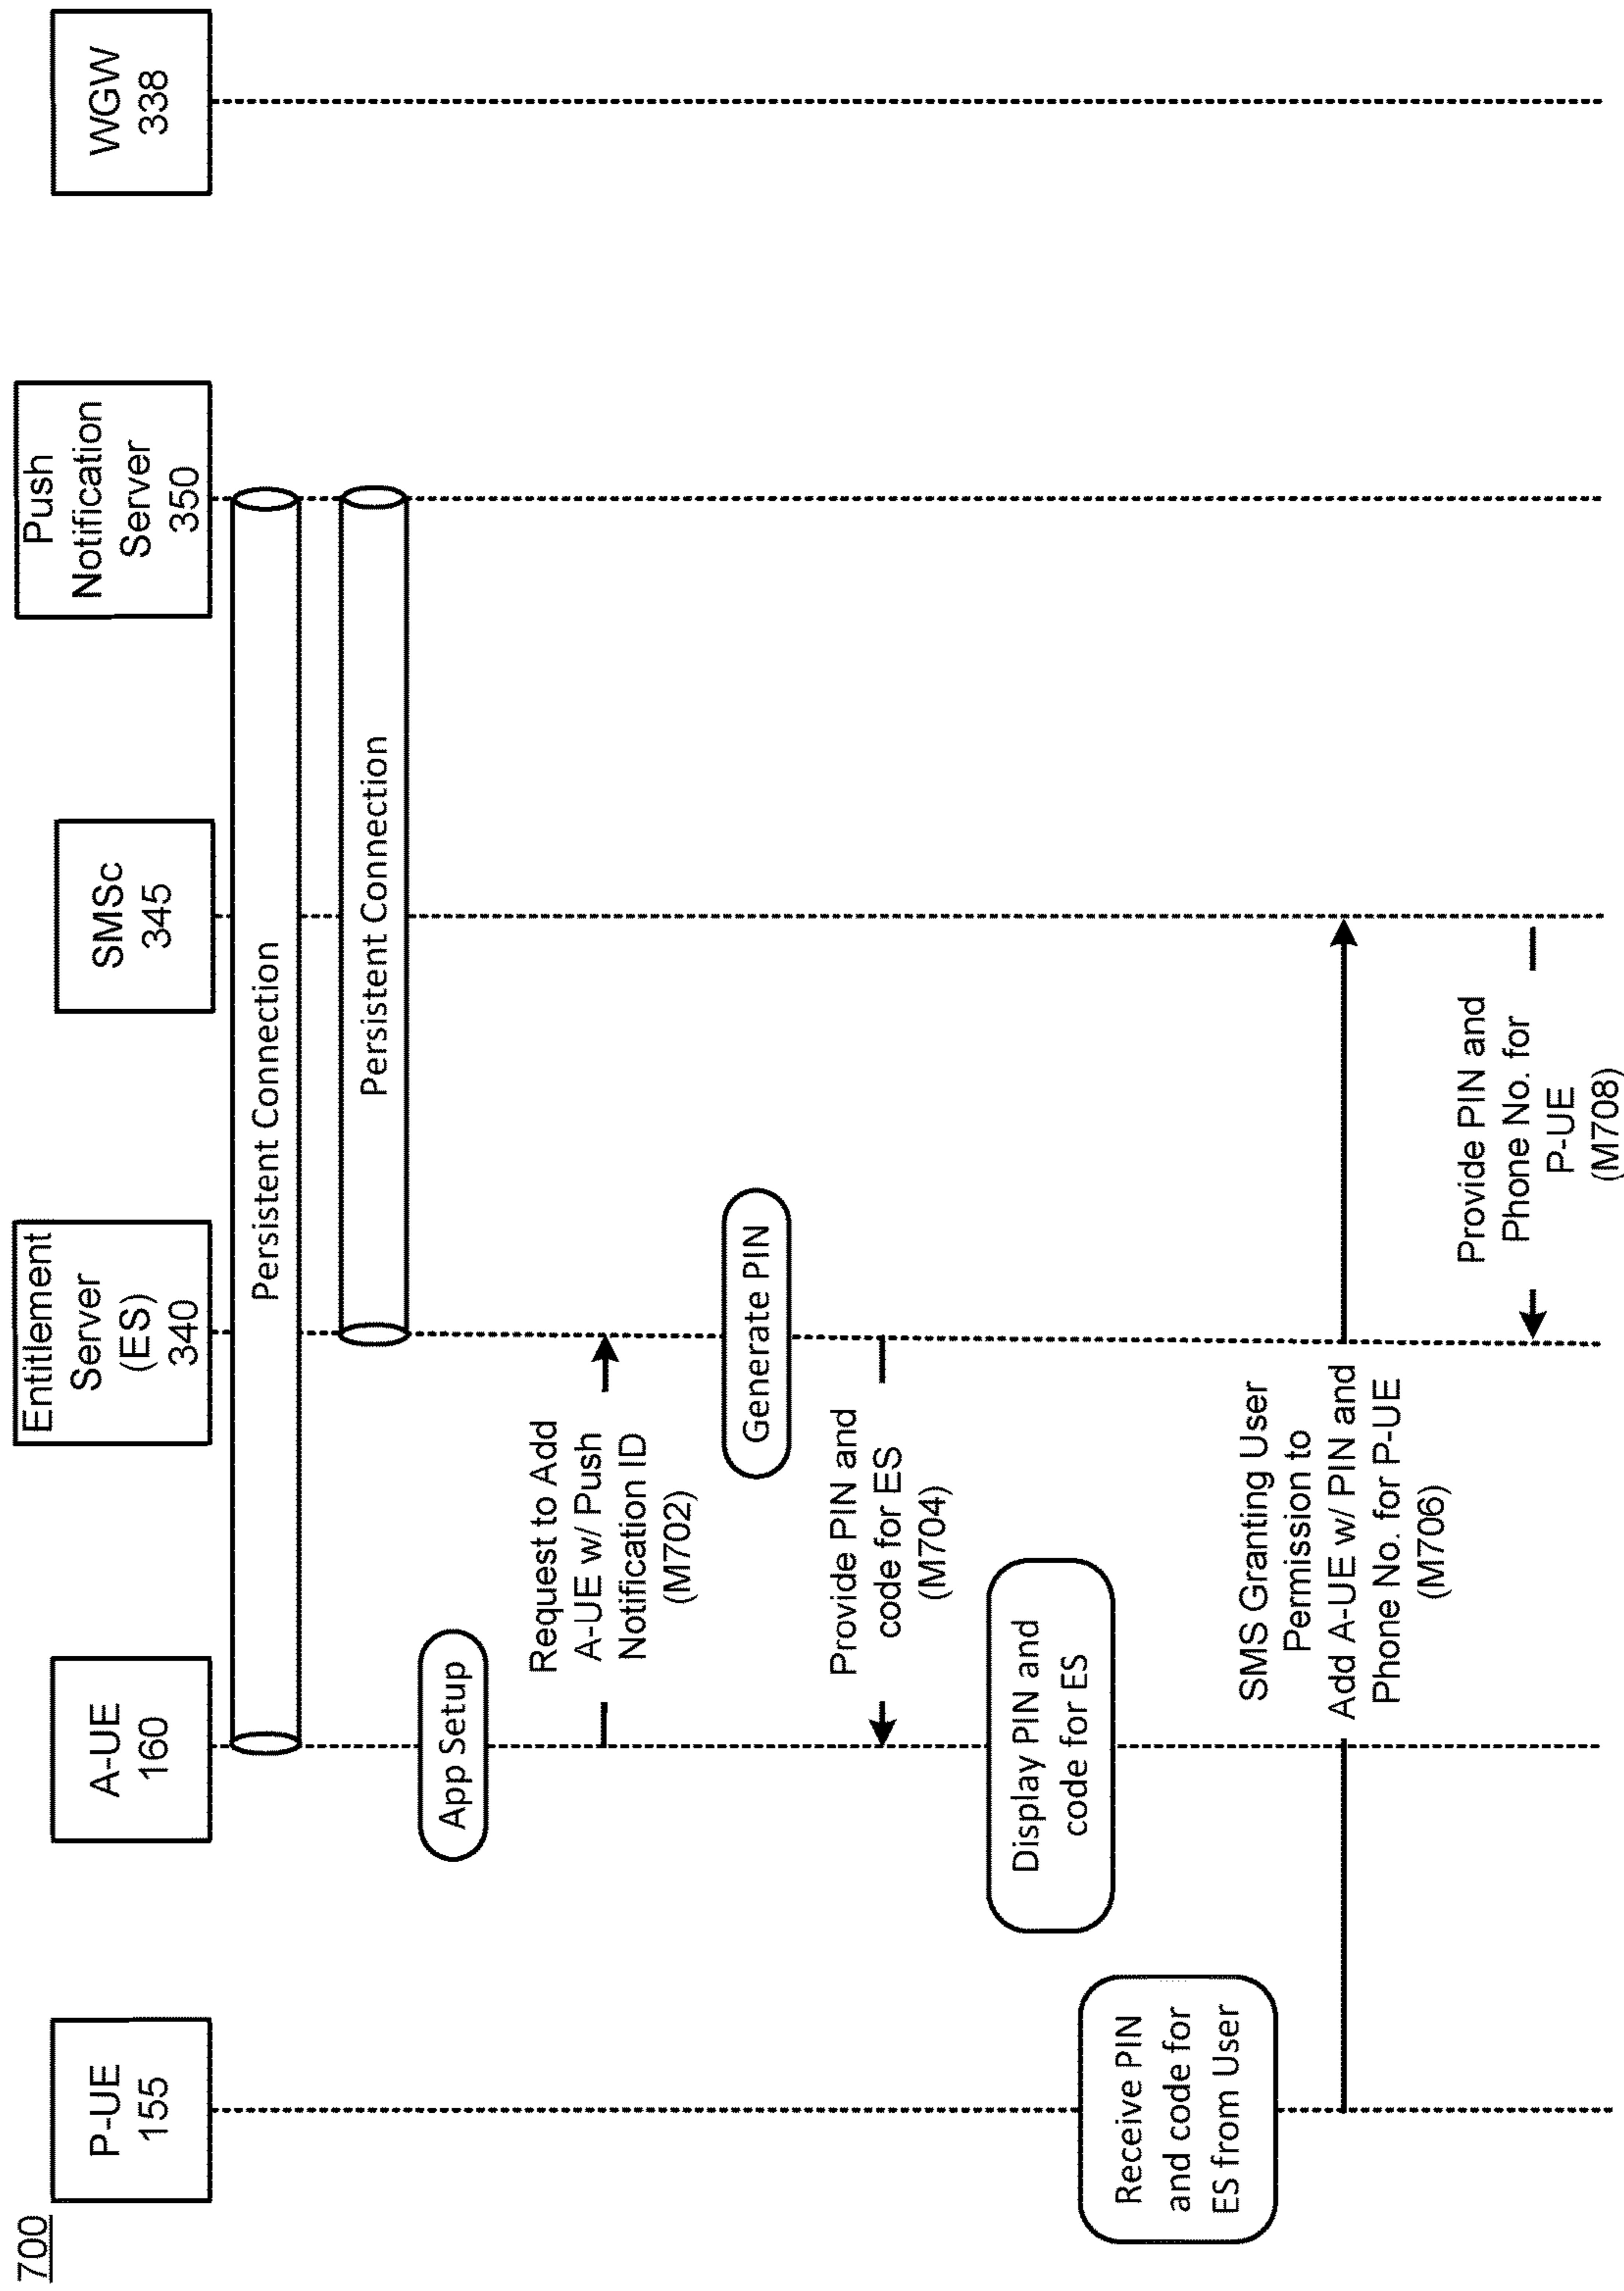 700
P-UE
155
A-UE
160
Entitlement
Server
(ES)
340
SMSc
345
Push
Notification
Server
350
WGW
338
Persistent Connection
Persistent Connection
App Setup
Request to Add
A-UE w/ Push
Notification ID
(M702)
Generate PIN
Provide PIN and
code for ES
(M704)
Display PIN and
code for ES
Receive PIN
and code for
ES from User
SMS Granting User
Permission to
Add A-UE w/ PIN and
Phone No. for P-UE
(M706)
Provide PIN and
Phone No. for
P-UE
(M708)